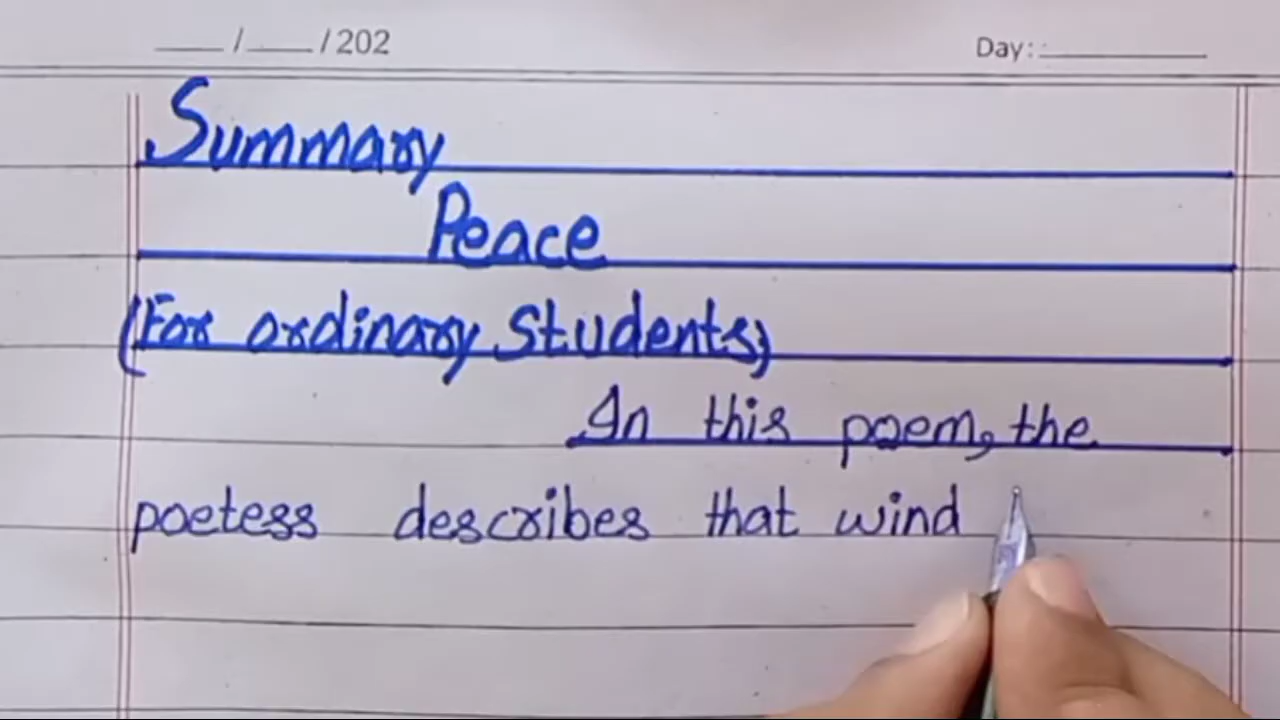 ___/___/202 Day:________
Summary
Peace
(For ordinary Students)
In this poem, the
poetess describes that wind